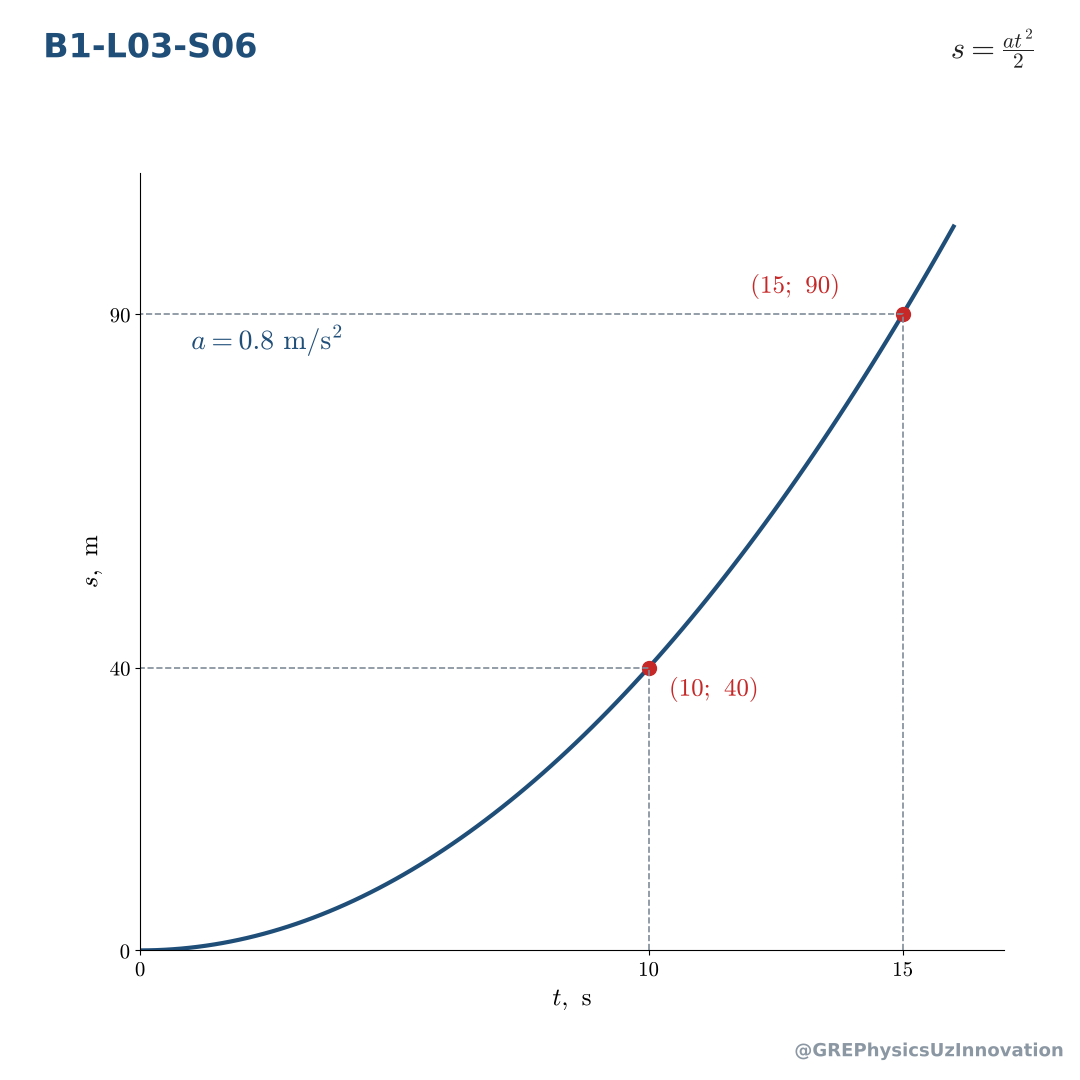 B1-L03-S06
s = at²/2
(15; 90)
90
a = 0.8 m/s²
s, m
40
(10; 40)
0
0 10 15
t, s
@GREPhysicsUzInnovation